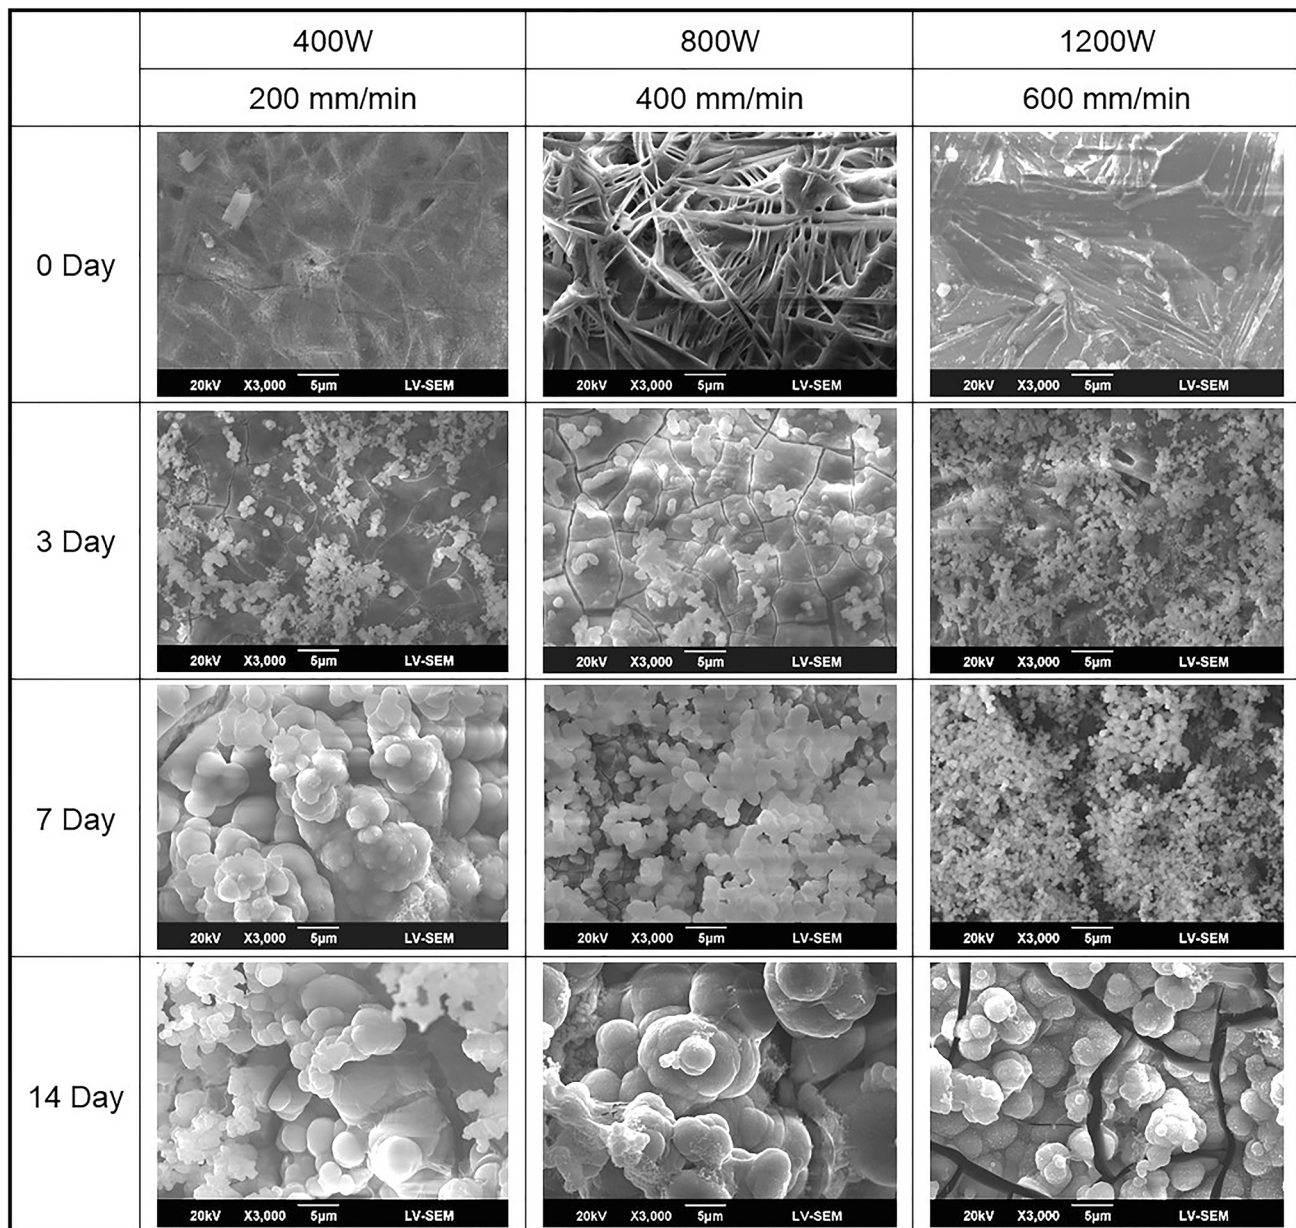 400W 800W 1200W
200 mm/min 400 mm/min 600 mm/min
0 Day
20kV X3,000 5μm LV-SEM
20kV X3,000 5μm LV-SEM
20kV X3,000 5μm LV-SEM
3 Day
20kV X3,000 5μm LV-SEM
20kV X3,000 5μm LV-SEM
20kV X3,000 5μm LV-SEM
7 Day
20kV X3,000 5μm LV-SEM
20kV X3,000 5μm LV-SEM
20kV X3,000 5μm LV-SEM
14 Day
20kV X3,000 5μm LV-SEM
20kV X3,000 5μm LV-SEM
20kV X3,000 5μm LV-SEM